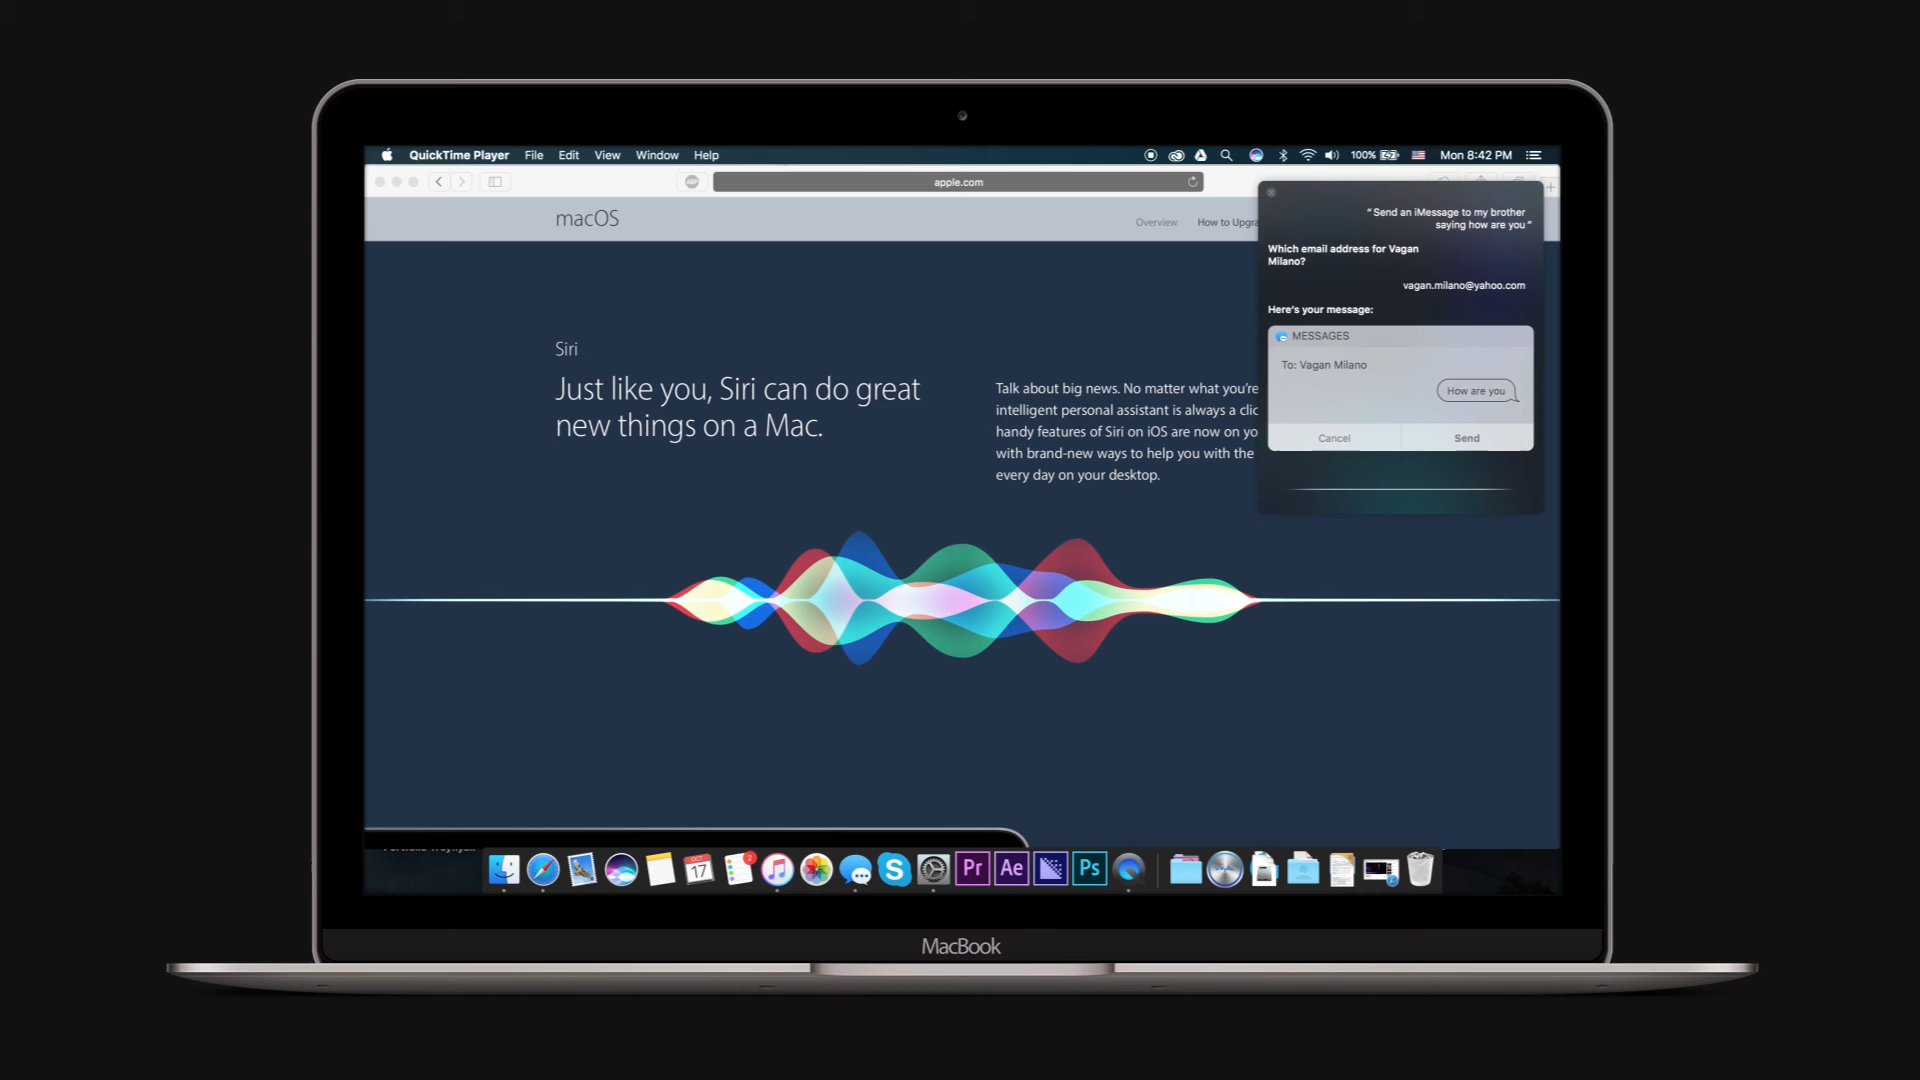 QuickTime Player File Edit View Window Help 100% Mon 8:42 PM
ABP apple.com
macOS
Overview How to
"Send an iMessage to my brother
saying how are you"
Which email address for Vagan
Milano?
vagan.milano@yahoo.com
Here's your message:
MESSAGES
To: Vagan Milano
How are you
Cancel Send
Siri
Just like you, Siri can do great
new things on a Mac.
Talk about big news. No matter what you're
intelligent personal assistant is always a
handy features of Siri on iOS are now on
with brand-new ways to help you with the
every day on your desktop.
OCT
17
2
S
Pr
Ae
Ps
MacBook